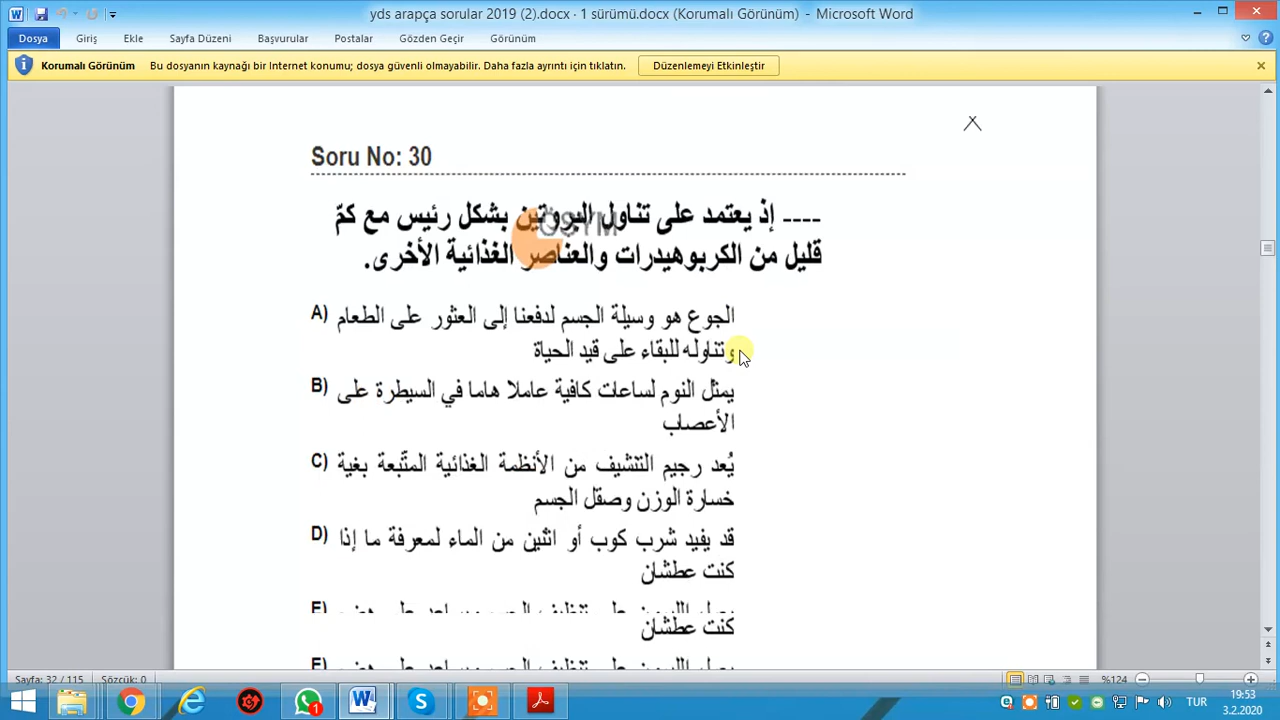 yds arapça sorular 2019 (2).docx - 1 sürümü.docx (Korumalı Görünüm) - Microsoft Word
Dosya Giriş Ekle Sayfa Düzeni Başvurular Postalar Gözden Geçir Görünüm
Korumalı Görünüm Bu dosyanın kaynağı bir Internet konumu; dosya güvenli olmayabilir. Daha fazla ayrıntı için tıklatın. Düzenlemeyi Etkinleştir
Soru No: 30
ÖSYM
---- إذ يعتمد على تناول البروتين بشكل رئيس مع كمّ
قليل من الكربوهيدرات والعناصر الغذائية الأخرى.
A) الجوع هو وسيلة الجسم لدفعنا إلى العثور على الطعام
وتناوله للبقاء على قيد الحياة
B) يمثل النوم لساعات كافية عاملا هاما في السيطرة على
الأعصاب
C) يُعد رجيم التنشيف من الأنظمة الغذائية المتّبعة بغية
خسارة الوزن وصقل الجسم
D) قد يفيد شرب كوب أو اثنين من الماء لمعرفة ما إذا
كنت عطشان
كنت عطشان
Sayfa: 32 / 115 Sözcük: 0 %124
1 TUR 19:53
3.2.2020